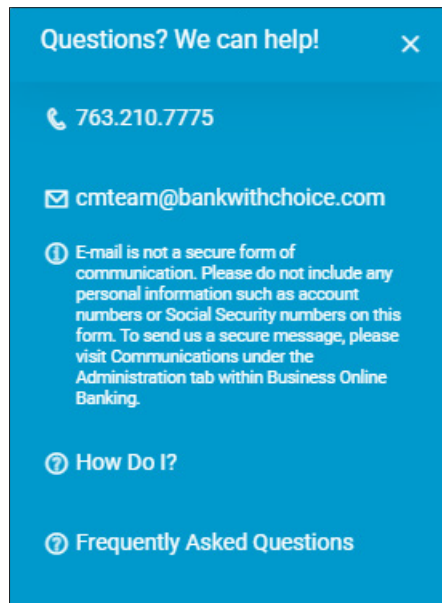 Questions? We can help!
763.210.7775
cmteam@bankwithchoice.com
E-mail is not a secure form of
communication. Please do not include any
personal information such as account
numbers or Social Security numbers on this
form. To send us a secure message, please
visit Communications under the
Administration tab within Business Online
Banking.
How Do I?
Frequently Asked Questions